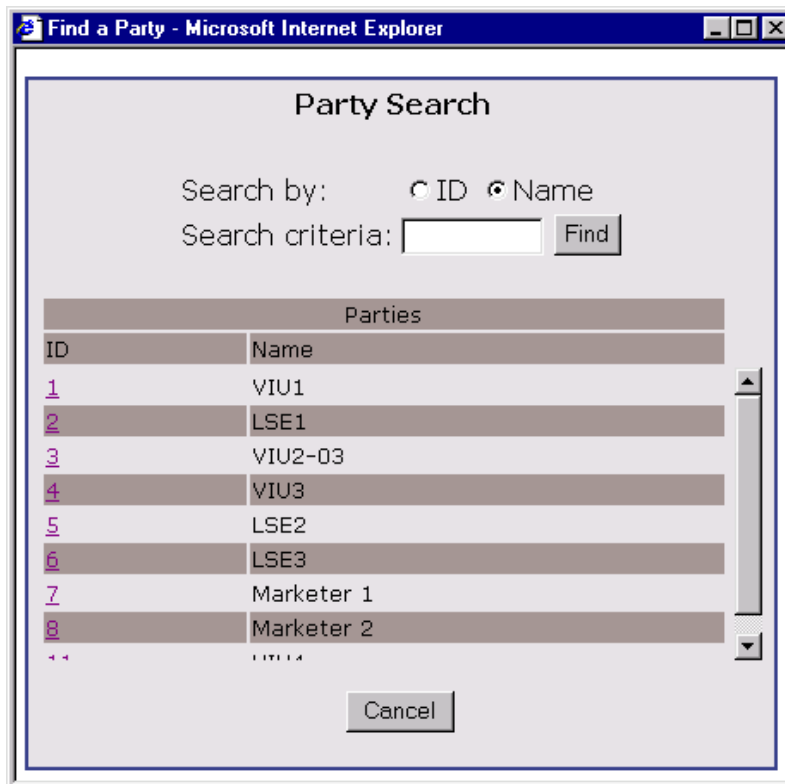 Find a Party - Microsoft Internet Explorer
Party Search
Search by: ID Name
Search criteria: Find
Parties
ID Name
1 VIU1
2 LSE1
3 VIU2-03
4 VIU3
5 LSE2
6 LSE3
7 Marketer 1
8 Marketer 2
Cancel